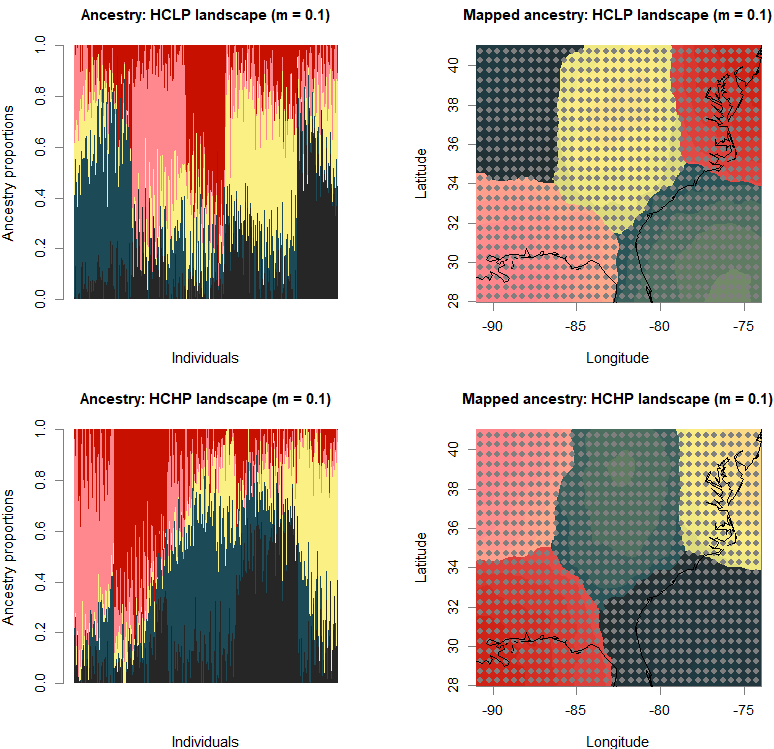 Ancestry: HCLP landscape (m = 0.1)
Ancestry proportions
1.0
0.8
0.6
0.4
0.2
0.0
Individuals
Mapped ancestry: HCLP landscape (m = 0.1)
Latitude
40
38
36
34
32
30
28
-90 -85 -80 -75
Longitude
Ancestry: HCHP landscape (m = 0.1)
Ancestry proportions
1.0
0.8
0.6
0.4
0.2
0.0
Individuals
Mapped ancestry: HCHP landscape (m = 0.1)
Latitude
40
38
36
34
32
30
28
-90 -85 -80 -75
Longitude